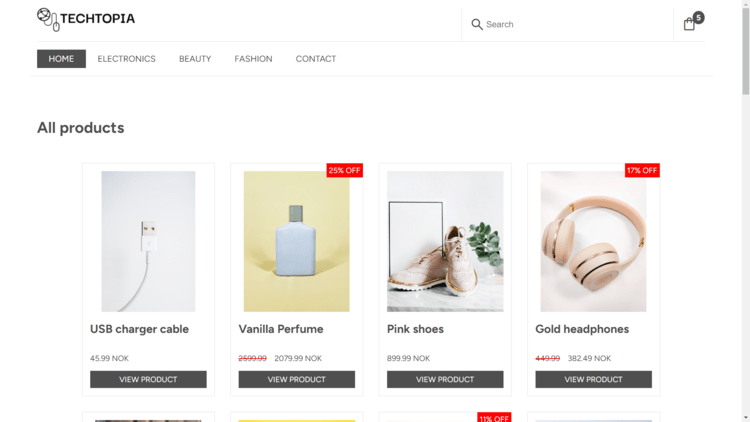 TECHTOPIA
Search
5
HOME ELECTRONICS BEAUTY FASHION CONTACT
All products
25% OFF
17% OFF
USB charger cable
Vanilla Perfume
Pink shoes
Gold headphones
45.99 NOK
2599.99 2079.99 NOK
899.99 NOK
449.99 382.49 NOK
VIEW PRODUCT
VIEW PRODUCT
VIEW PRODUCT
VIEW PRODUCT
11% OFF